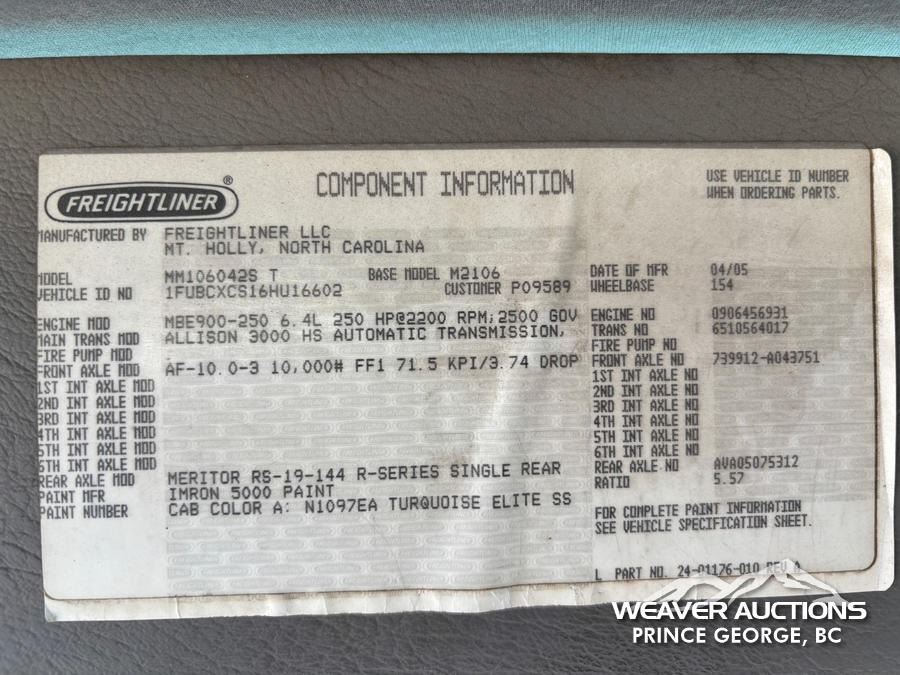 FREIGHTLINER®
COMPONENT INFORMATION
USE VEHICLE ID NUMBER
WHEN ORDERING PARTS.
MANUFACTURED BY FREIGHTLINER LLC
MT. HOLLY, NORTH CAROLINA
MODEL MM106042S T BASE MODEL M2106 DATE OF MFR 04/05
VEHICLE ID NO 1FUBCXCS16HU16602 CUSTOMER P09589 WHEELBASE 154
ENGINE MOD MBE900-250 6.4L 250 HP@2200 RPM;2500 GOV ENGINE NO 0906456931
MAIN TRANS MOD ALLISON 3000 HS AUTOMATIC TRANSMISSION, TRANS NO 6510564017
FIRE PUMP MOD FIRE PUMP NO
FRONT AXLE MOD AF-10.0-3 10,000# FF1 71.5 KPI/3.74 DROP FRONT AXLE NO 739912-A043751
1ST INT AXLE MOD 1ST INT AXLE NO
2ND INT AXLE MOD 2ND INT AXLE NO
3RD INT AXLE MOD 3RD INT AXLE NO
4TH INT AXLE MOD 4TH INT AXLE NO
5TH INT AXLE MOD 5TH INT AXLE NO
6TH INT AXLE MOD 6TH INT AXLE NO
REAR AXLE MOD MERITOR RS-19-144 R-SERIES SINGLE REAR REAR AXLE NO AVA05075312
PAINT MFR IMRON 5000 PAINT RATIO 5.57
PAINT NUMBER CAB COLOR A: N1097EA TURQUOISE ELITE SS
FOR COMPLETE PAINT INFORMATION
SEE VEHICLE SPECIFICATION SHEET.
L PART NO. 24-01176-010 REV
WEAVER AUCTIONS
PRINCE GEORGE, BC